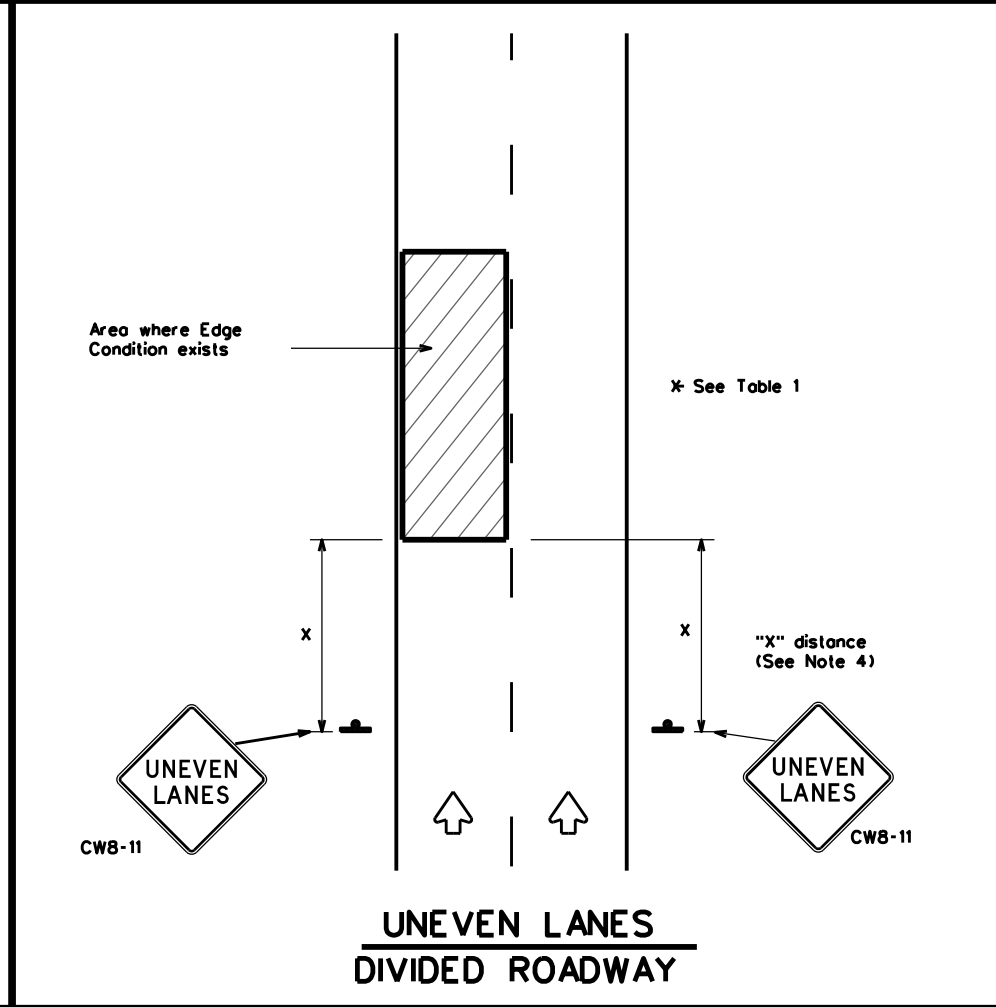 Area where Edge
Condition exists
X- See Table 1
X
X
"X" distance
(See Note 4)
UNEVEN
LANES
CW8-11
UNEVEN
LANES
CW8-11
UNEVEN LANES
DIVIDED ROADWAY